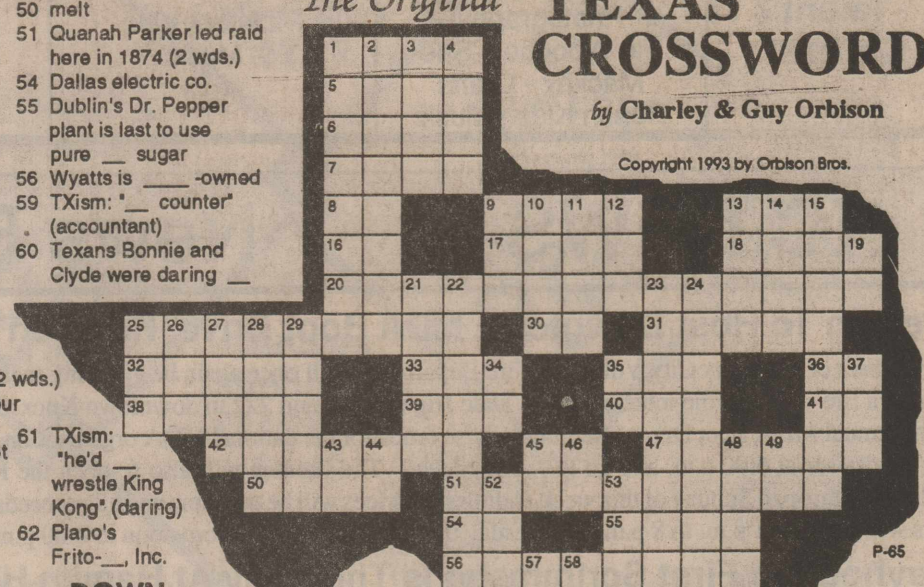 The Original
TEXAS
CROSSWORD
by Charley & Guy Orbison
Copyright 1993 by Orbison Bros.
50 melt
51 Quanah Parker led raid
here in 1874 (2 wds.)
54 Dallas electric co.
55 Dublin's Dr. Pepper
plant is last to use
pure __ sugar
56 Wyatts is ____ -owned
59 TXism: "__ counter"
(accountant)
60 Texans Bonnie and
Clyde were daring __
2 wds.)
61 TXism:
"he'd __
wrestle King
Kong" (daring)
62 Plano's
Frito-__, Inc.
DOWN
1 2 3 4
5
6
7
8 9 10 11 12 13 14 15
16 17 18 19
20 21 22 23 24
25 26 27 28 29 30 31
32 33 34 35 36 37
38 39 40 41
42 43 44 45 46 47 48 49
50 51 52 53
54 55
56 57 58
P-65